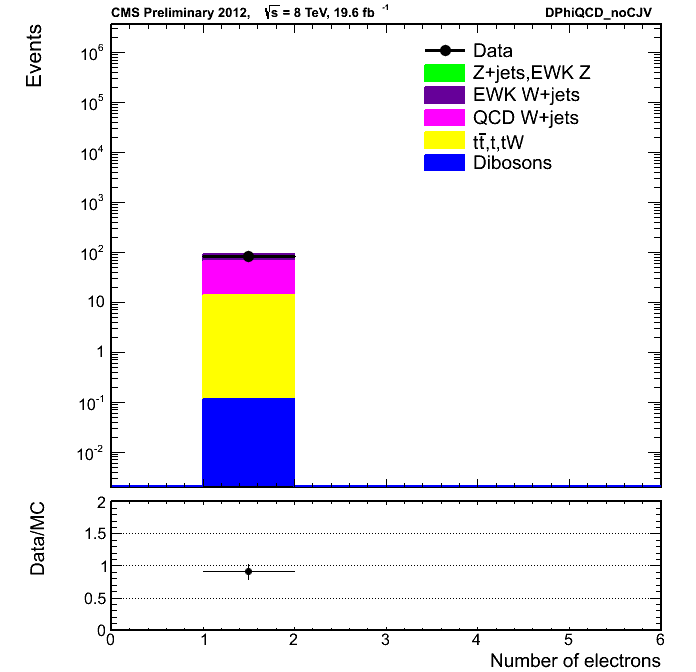 CMS Preliminary 2012, √s = 8 TeV, 19.6 fb⁻¹ DPhiQCD_noCJV
Events
10⁶
10⁵
10⁴
10³
10²
10
1
10⁻¹
10⁻²
Data
Z+jets,EWK Z
EWK W+jets
QCD W+jets
tt̅,t,tW
Dibosons
Data/MC
2
1.5
1
0.5
0
0 1 2 3 4 5 6
Number of electrons